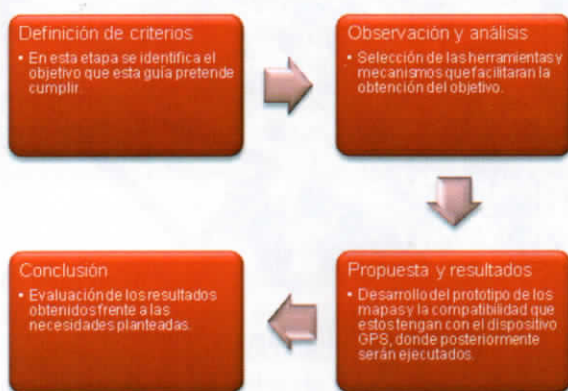 Definición de criterios
• En esta etapa se identifica el
objetivo que esta guía pretende
cumplir.
Observación y análisis
• Selección de las herramientas y
mecanismos que facilitaran la
obtención del objetivo.
Propuesta y resultados
• Desarrollo del prototipo de los
mapas y la compatibilidad que
estos tengan con el dispositivo
GPS, donde posteriormente
serán ejecutados.
Conclusión
• Evaluación de los resultados
obtenidos frente a las
necesidades planteadas.